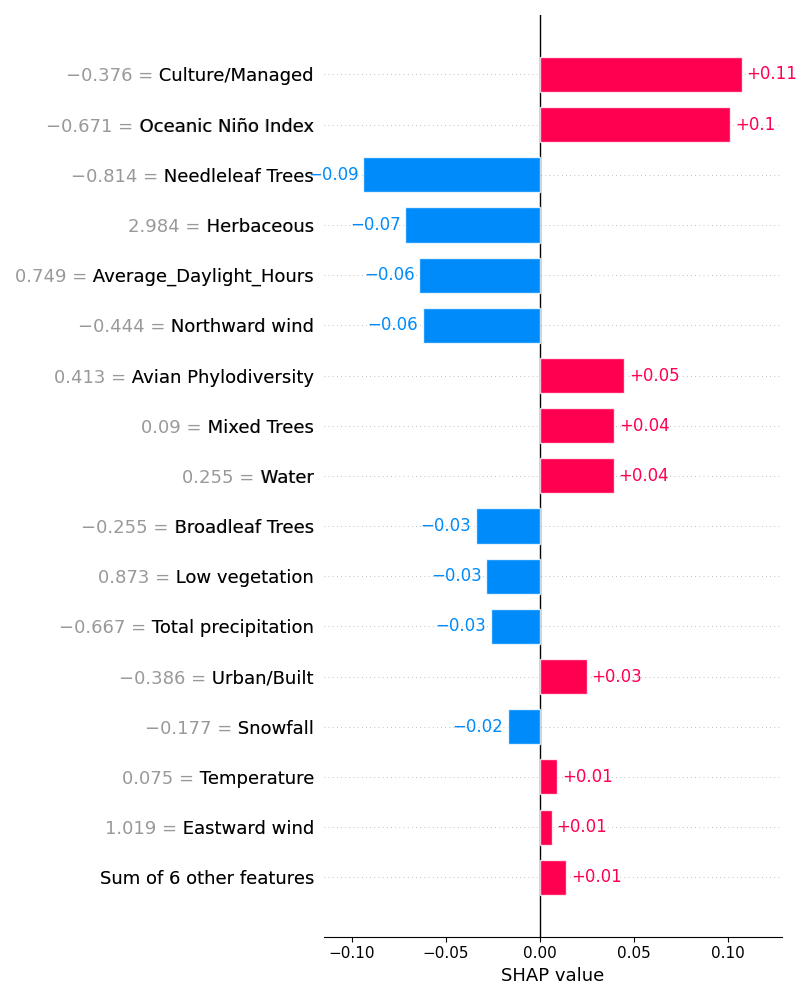 −0.376 = Culture/Managed +0.11
−0.671 = Oceanic Niño Index +0.1
−0.814 = Needleleaf Trees −0.09
2.984 = Herbaceous −0.07
0.749 = Average_Daylight_Hours −0.06
−0.444 = Northward wind −0.06
0.413 = Avian Phylodiversity +0.05
0.09 = Mixed Trees +0.04
0.255 = Water +0.04
−0.255 = Broadleaf Trees −0.03
0.873 = Low vegetation −0.03
−0.667 = Total precipitation −0.03
−0.386 = Urban/Built +0.03
−0.177 = Snowfall −0.02
0.075 = Temperature +0.01
1.019 = Eastward wind +0.01
Sum of 6 other features +0.01
−0.10 −0.05 0.00 0.05 0.10
SHAP value